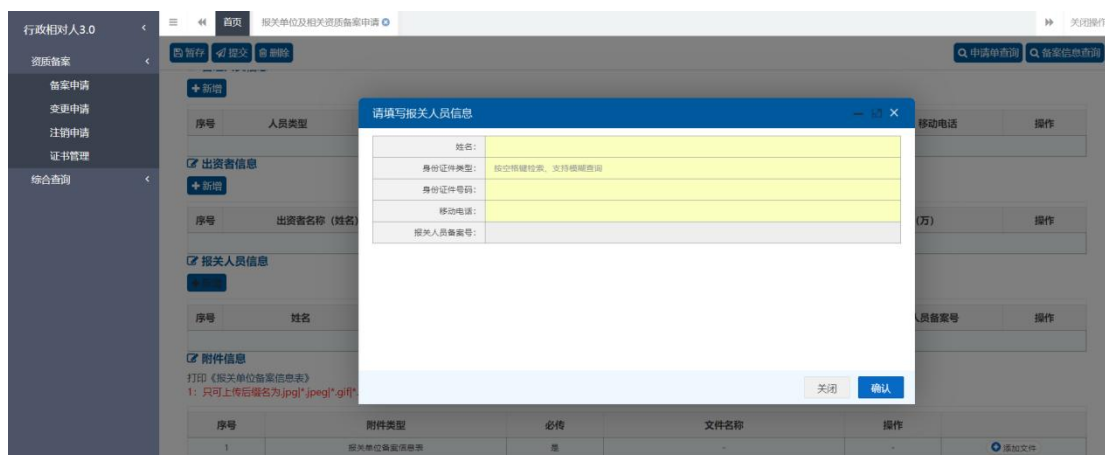 行政相对人3.0
首页
报关单位及相关资质备案申请
关闭操作
资质备案
备案申请
变更申请
注销申请
证书管理
综合查询
暂存
提交
删除
申请单查询
备案信息查询
新增
序号 人员类型 移动电话 操作
出资者信息
新增
序号 出资者名称（姓名） (万) 操作
报关人员信息
序号 姓名 人员备案号 操作
附件信息
打印《报关单位备案信息表》
1：只可上传后缀名为.jpg|*.jpeg|*.gif|*.
序号 附件类型 必传 文件名称 操作
1 报关单位备案信息表 是 - - 添加文件
请填写报关人员信息
姓名：
身份证件类型： 按空格键检索、支持模糊查询
身份证件号码：
移动电话：
报关人员备案号：
关闭 确认